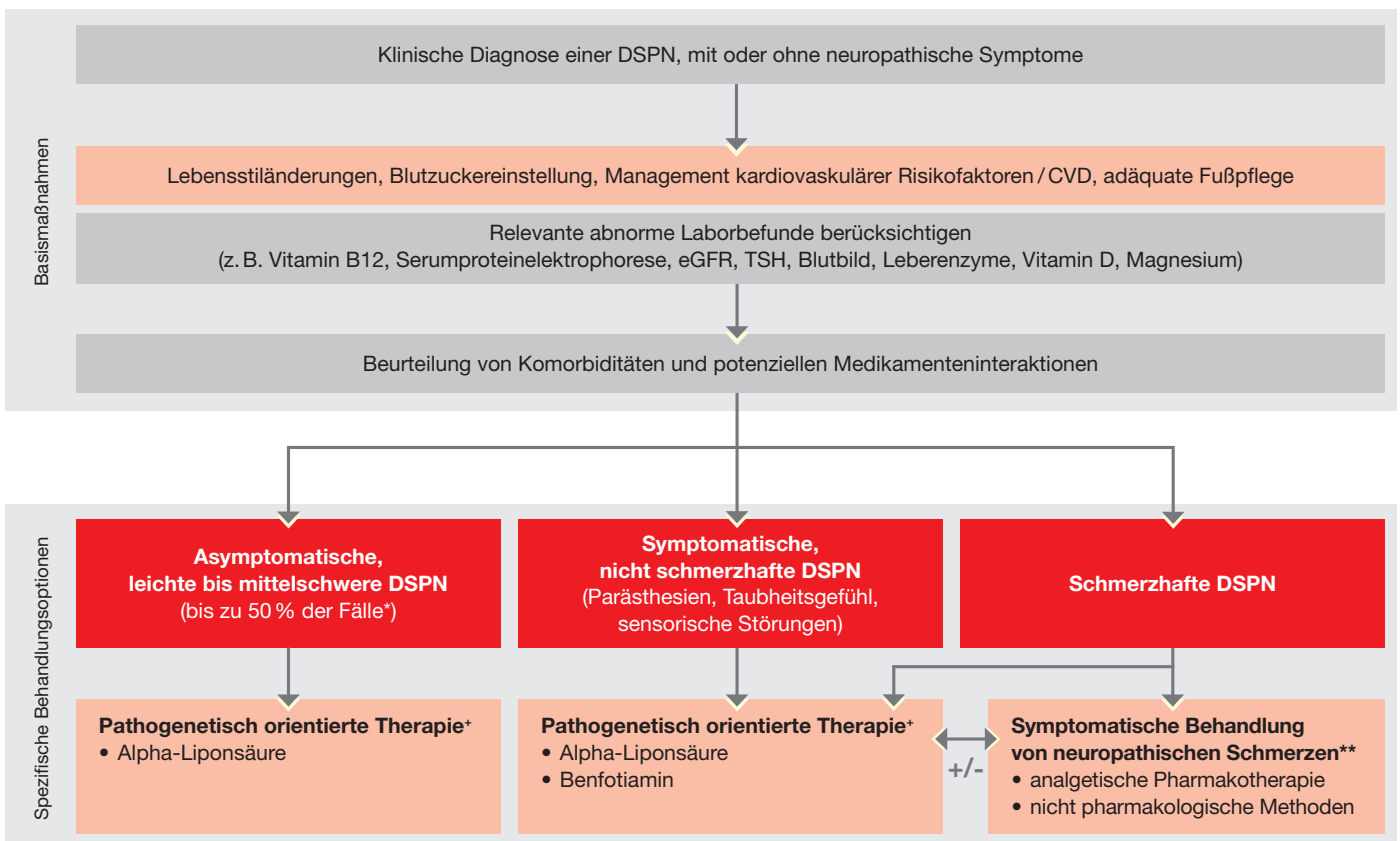 Basismaßnahmen
Klinische Diagnose einer DSPN, mit oder ohne neuropathische Symptome
Lebensstiländerungen, Blutzuckereinstellung, Management kardiovaskulärer Risikofaktoren / CVD, adäquate Fußpflege
Relevante abnorme Laborbefunde berücksichtigen
(z. B. Vitamin B12, Serumproteinelektrophorese, eGFR, TSH, Blutbild, Leberenzyme, Vitamin D, Magnesium)
Beurteilung von Komorbiditäten und potenziellen Medikamenteninteraktionen
Spezifische Behandlungsoptionen
Asymptomatische,
leichte bis mittelschwere DSPN
(bis zu 50 % der Fälle*)
Symptomatische,
nicht schmerzhafte DSPN
(Parästhesien, Taubheitsgefühl,
sensorische Störungen)
Schmerzhafte DSPN
Pathogenetisch orientierte Therapie⁺
• Alpha-Liponsäure
Pathogenetisch orientierte Therapie⁺
• Alpha-Liponsäure
• Benfotiamin
+/-
Symptomatische Behandlung
von neuropathischen Schmerzen**
• analgetische Pharmakotherapie
• nicht pharmakologische Methoden